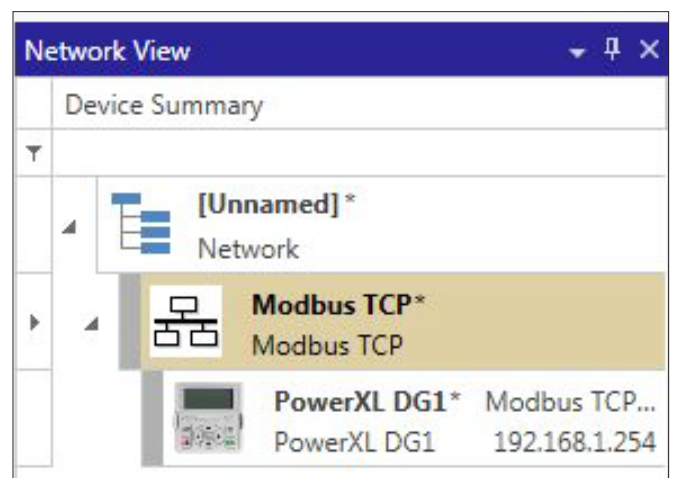 Network View
Device Summary
[Unnamed]*
Network
Modbus TCP*
Modbus TCP
PowerXL DG1* Modbus TCP...
PowerXL DG1 192.168.1.254